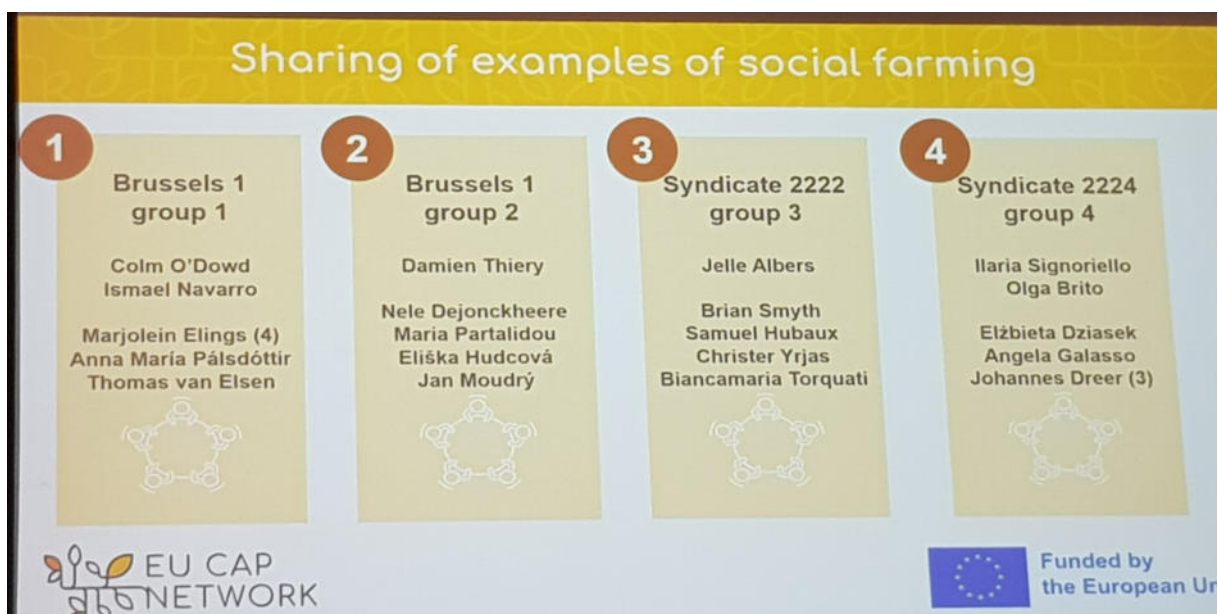 Sharing of examples of social farming
1
Brussels 1
group 1
Colm O'Dowd
Ismael Navarro
Marjolein Elings (4)
Anna María Pálsdóttir
Thomas van Elsen
2
Brussels 1
group 2
Damien Thiery
Nele Dejonckheere
Maria Partalidou
Eliška Hudcová
Jan Moudrý
3
Syndicate 2222
group 3
Jelle Albers
Brian Smyth
Samuel Hubaux
Christer Yrjas
Biancamaria Torquati
4
Syndicate 2224
group 4
Ilaria Signoriello
Olga Brito
Elżbieta Dziasek
Angela Galasso
Johannes Dreer (3)
EU CAP
NETWORK
Funded by
the European Un